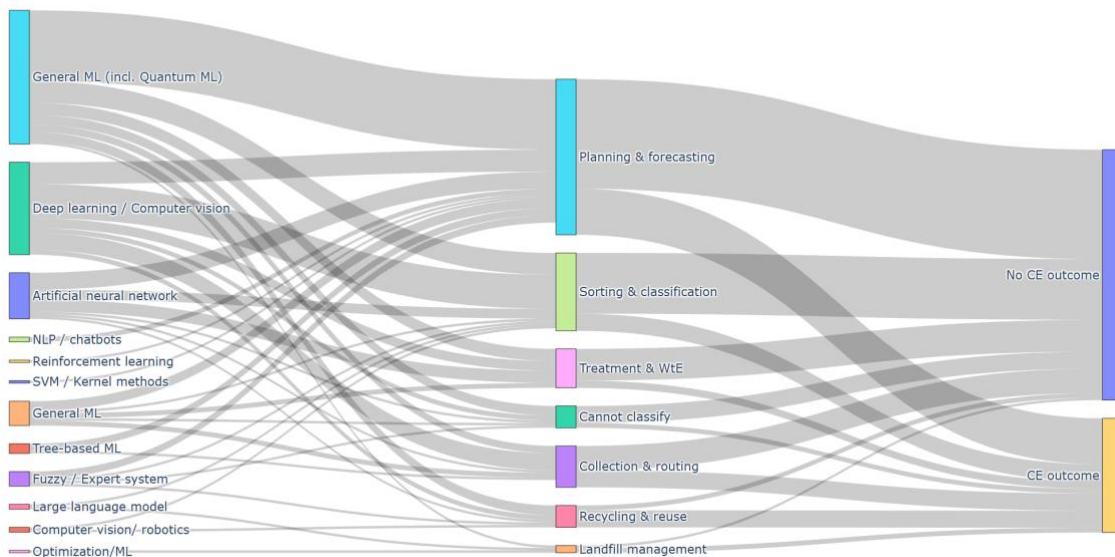 General ML (incl. Quantum ML)
Deep learning / Computer vision
Artificial neural network
NLP / chatbots
Reinforcement learning
SVM / Kernel methods
General ML
Tree-based ML
Fuzzy / Expert system
Large language model
Computer vision/ robotics
Optimization/ML
Planning & forecasting
Sorting & classification
Treatment & WtE
Cannot classify
Collection & routing
Recycling & reuse
Landfill management
No CE outcome
CE outcome